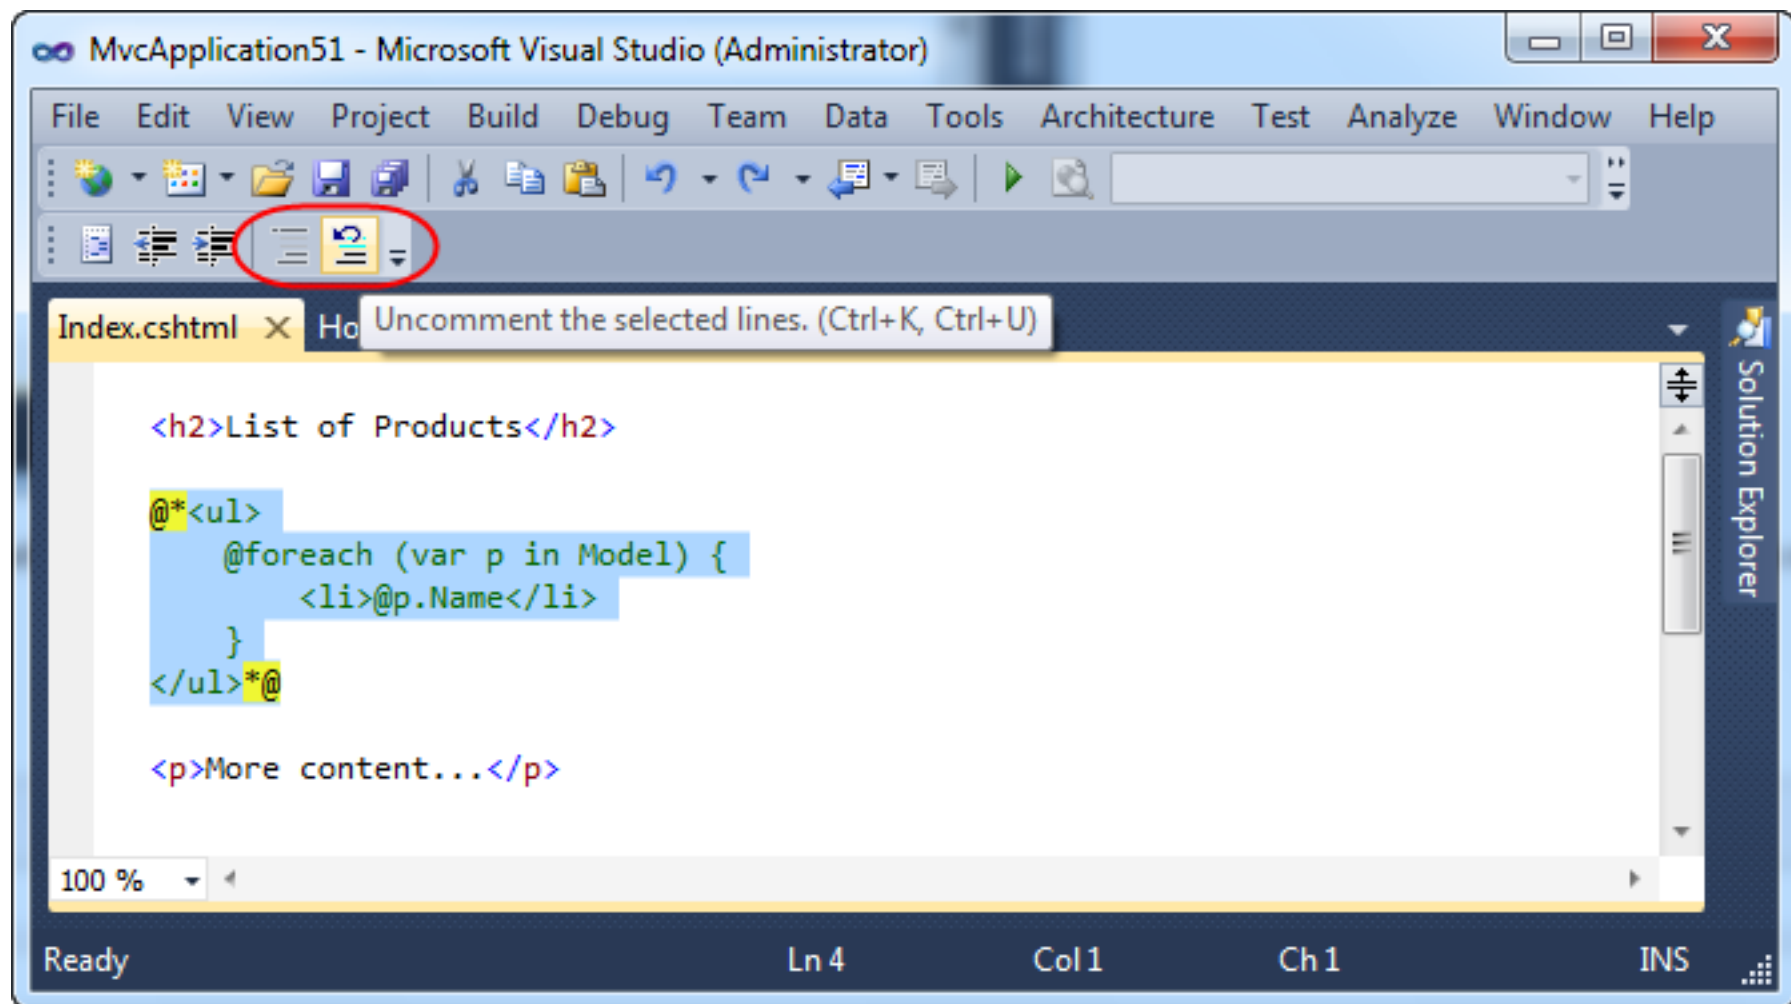 MvcApplication51 - Microsoft Visual Studio (Administrator)
File Edit View Project Build Debug Team Data Tools Architecture Test Analyze Window Help
Index.cshtml Ho Uncomment the selected lines. (Ctrl+K, Ctrl+U)
Solution Explorer
<h2>List of Products</h2>
@*<ul>
@foreach (var p in Model) {
<li>@p.Name</li>
}
</ul>*@
<p>More content...</p>
100 %
Ready Ln 4 Col 1 Ch 1 INS